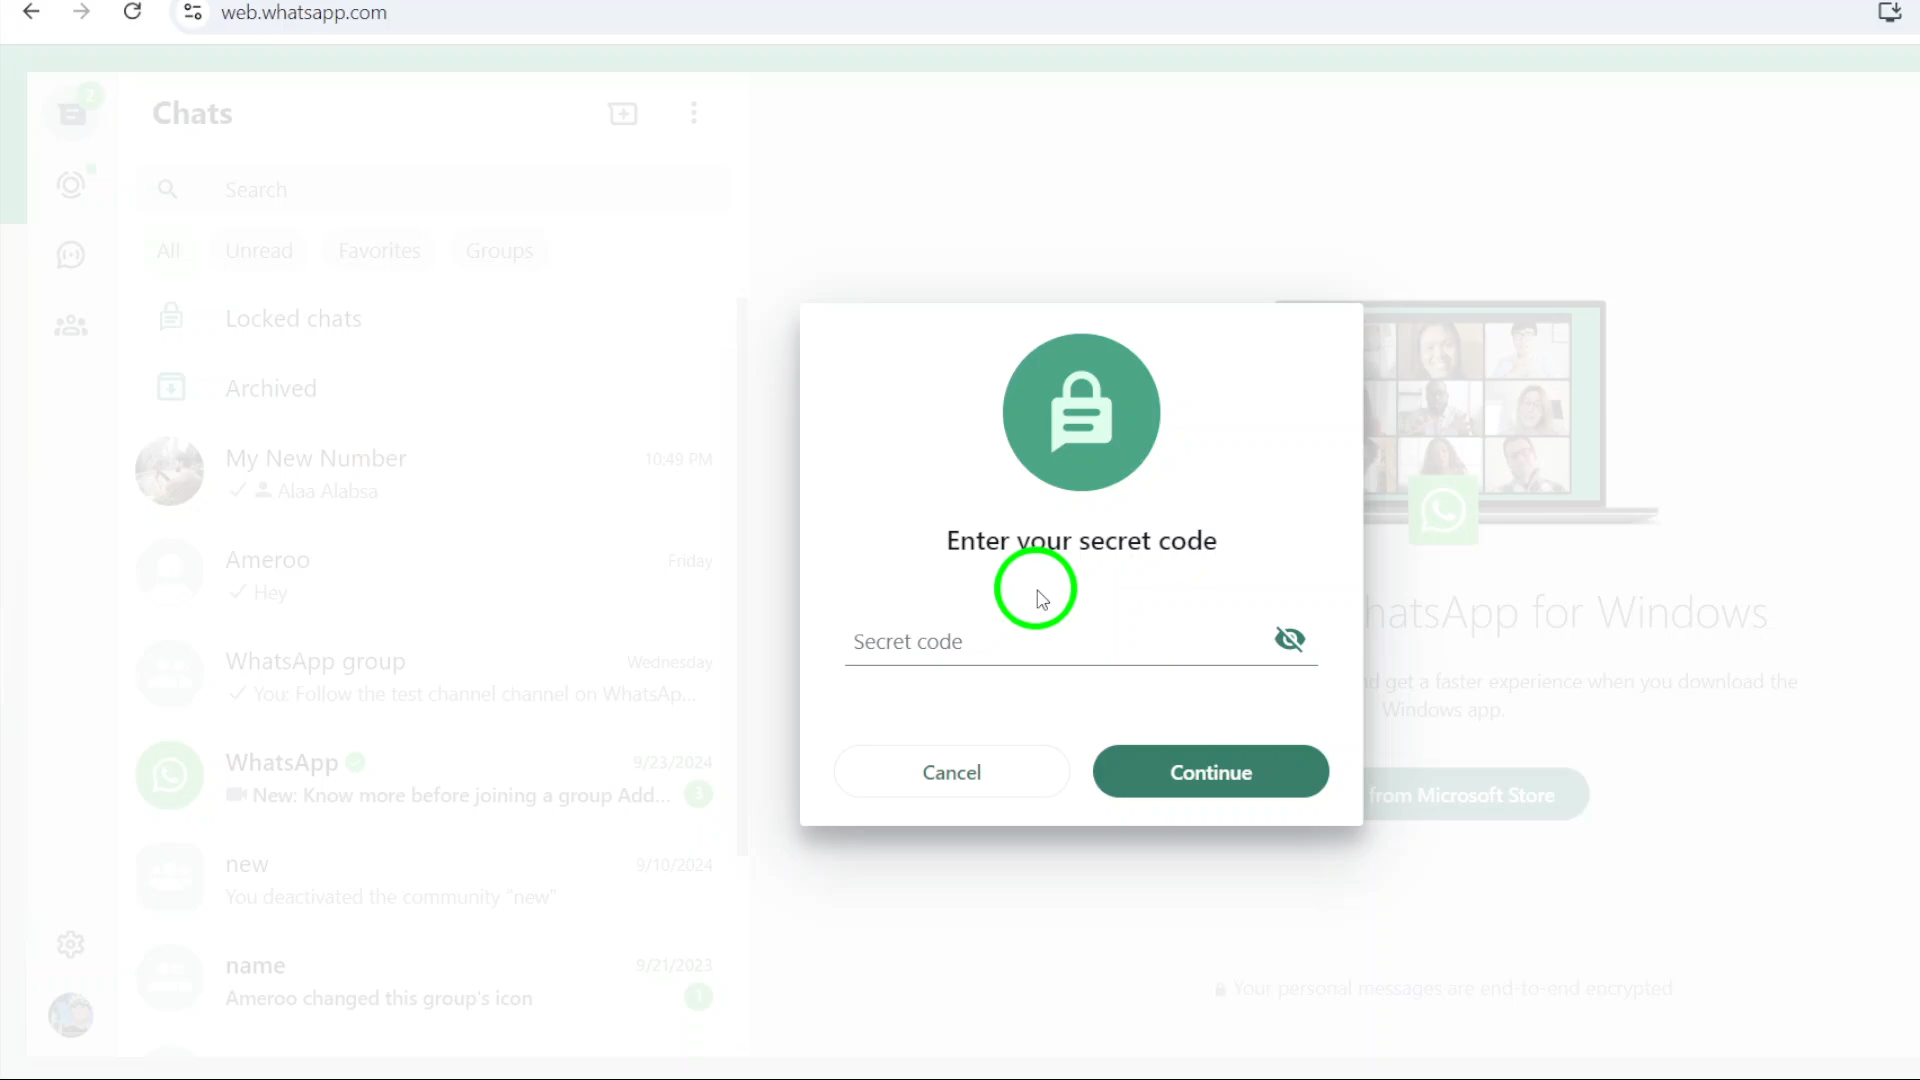 web.whatsapp.com
2
Chats
Search
All Unread Favorites Groups
Locked chats
Archived
My New Number 10:49 PM
Alaa Alabsa
Ameroo Friday
Hey
WhatsApp group Wednesday
You: Follow the test channel channel on WhatsAp...
WhatsApp 9/23/2024
New: Know more before joining a group Add... 3
new 9/10/2024
You deactivated the community "new"
name 9/21/2023
Ameroo changed this group's icon 1
Enter your secret code
Secret code
Cancel Continue
hatsApp for Windows
d get a faster experience when you download the
Windows app.
from Microsoft Store
Your personal messages are end-to-end encrypted